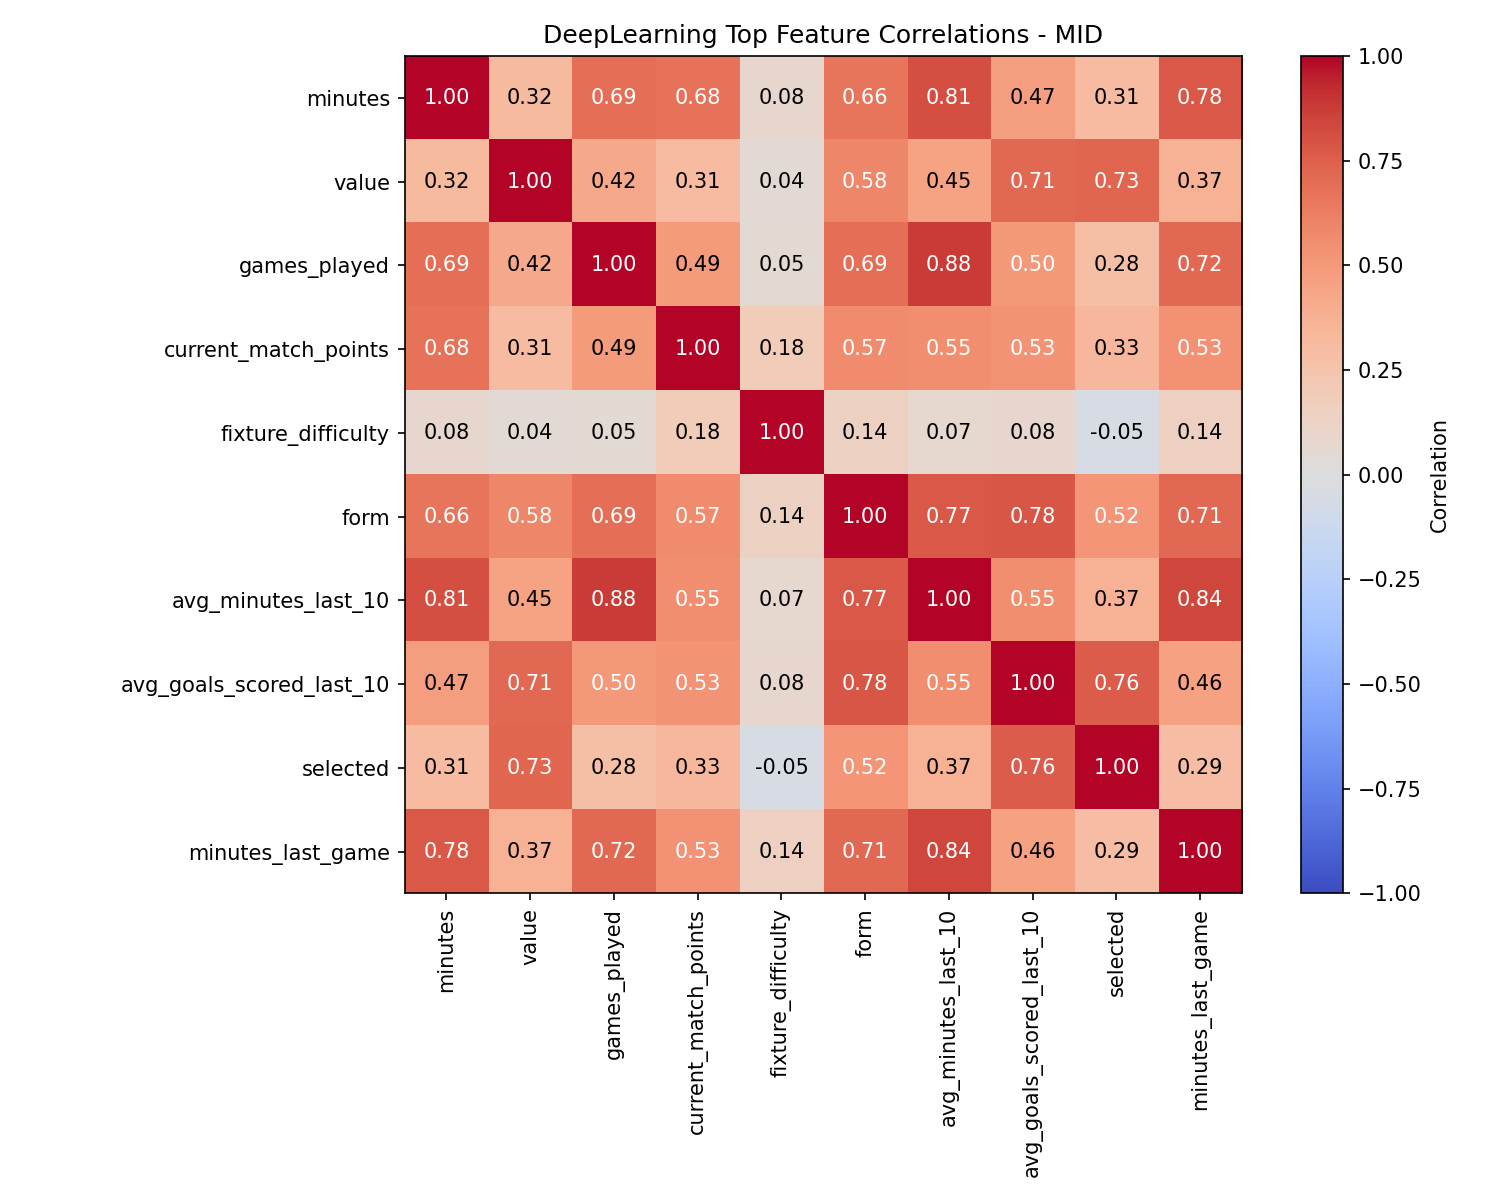 DeepLearning Top Feature Correlations - MID
minutes 1.00 0.32 0.69 0.68 0.08 0.66 0.81 0.47 0.31 0.78
value 0.32 1.00 0.42 0.31 0.04 0.58 0.45 0.71 0.73 0.37
games_played 0.69 0.42 1.00 0.49 0.05 0.69 0.88 0.50 0.28 0.72
current_match_points 0.68 0.31 0.49 1.00 0.18 0.57 0.55 0.53 0.33 0.53
fixture_difficulty 0.08 0.04 0.05 0.18 1.00 0.14 0.07 0.08 -0.05 0.14
form 0.66 0.58 0.69 0.57 0.14 1.00 0.77 0.78 0.52 0.71
avg_minutes_last_10 0.81 0.45 0.88 0.55 0.07 0.77 1.00 0.55 0.37 0.84
avg_goals_scored_last_10 0.47 0.71 0.50 0.53 0.08 0.78 0.55 1.00 0.76 0.46
selected 0.31 0.73 0.28 0.33 -0.05 0.52 0.37 0.76 1.00 0.29
minutes_last_game 0.78 0.37 0.72 0.53 0.14 0.71 0.84 0.46 0.29 1.00
minutes
value
games_played
current_match_points
fixture_difficulty
form
avg_minutes_last_10
avg_goals_scored_last_10
selected
minutes_last_game
1.00
0.75
0.50
0.25
0.00
−0.25
−0.50
−0.75
−1.00
Correlation